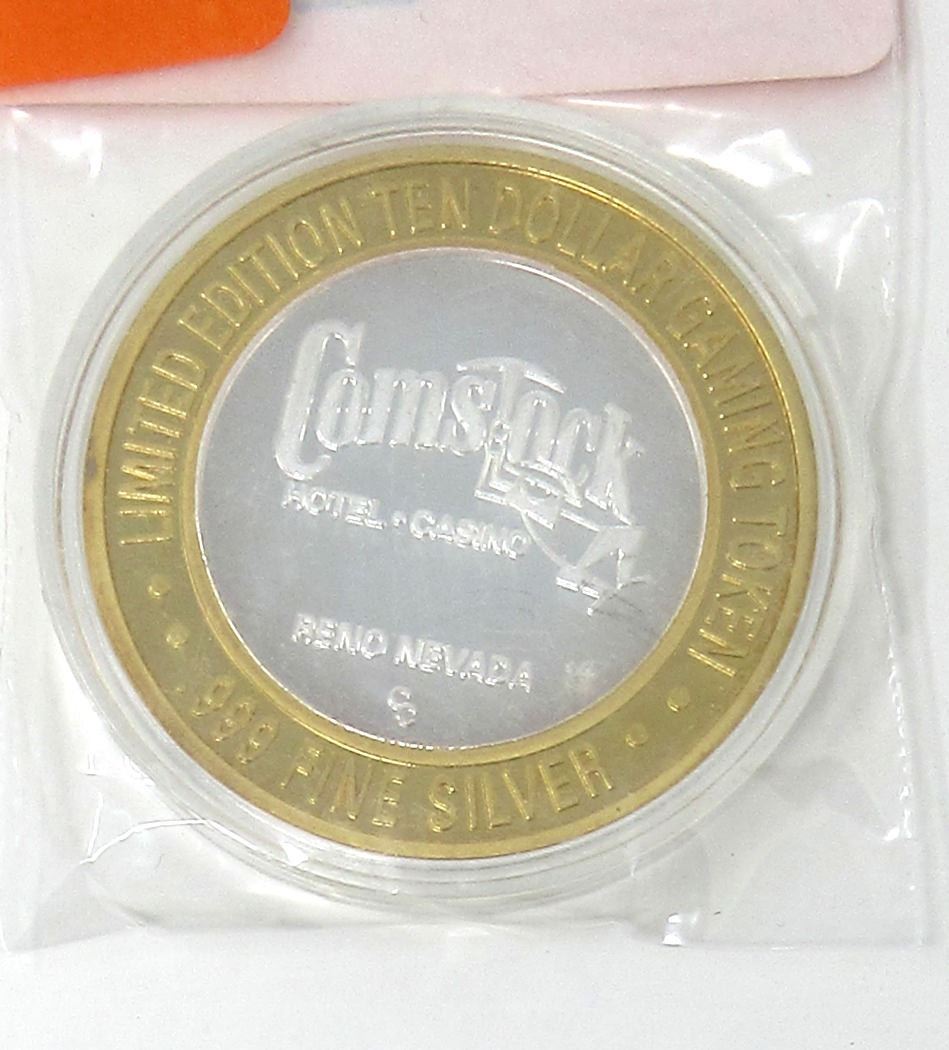 LIMITED EDITION TEN DOLLAR GAMING TOKEN
Comstock
HOTEL • CASINO
RENO NEVADA
S
.999 FINE SILVER